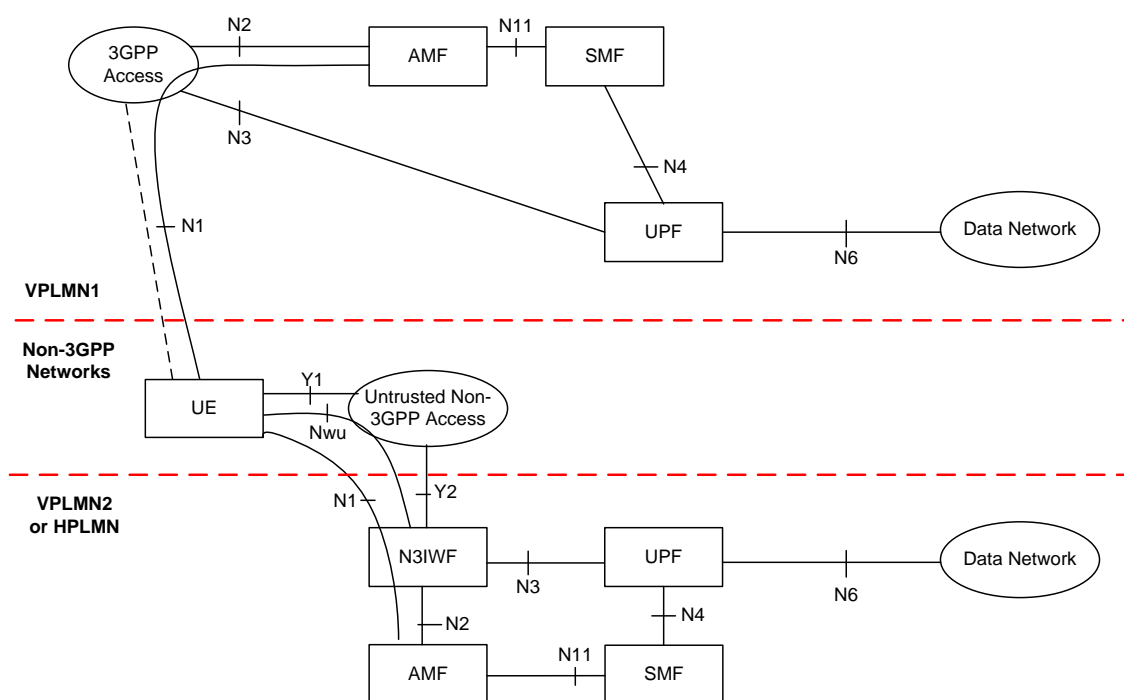 N2
N11
3GPP
Access
AMF
SMF
N3
N4
N1
UPF
Data Network
N6
VPLMN1
Non-3GPP
Networks
Y1
UE
Untrusted Non-
3GPP Access
Nwu
VPLMN2
or HPLMN
N1
Y2
N3IWF
UPF
Data Network
N3
N6
N2
N4
N11
AMF
SMF